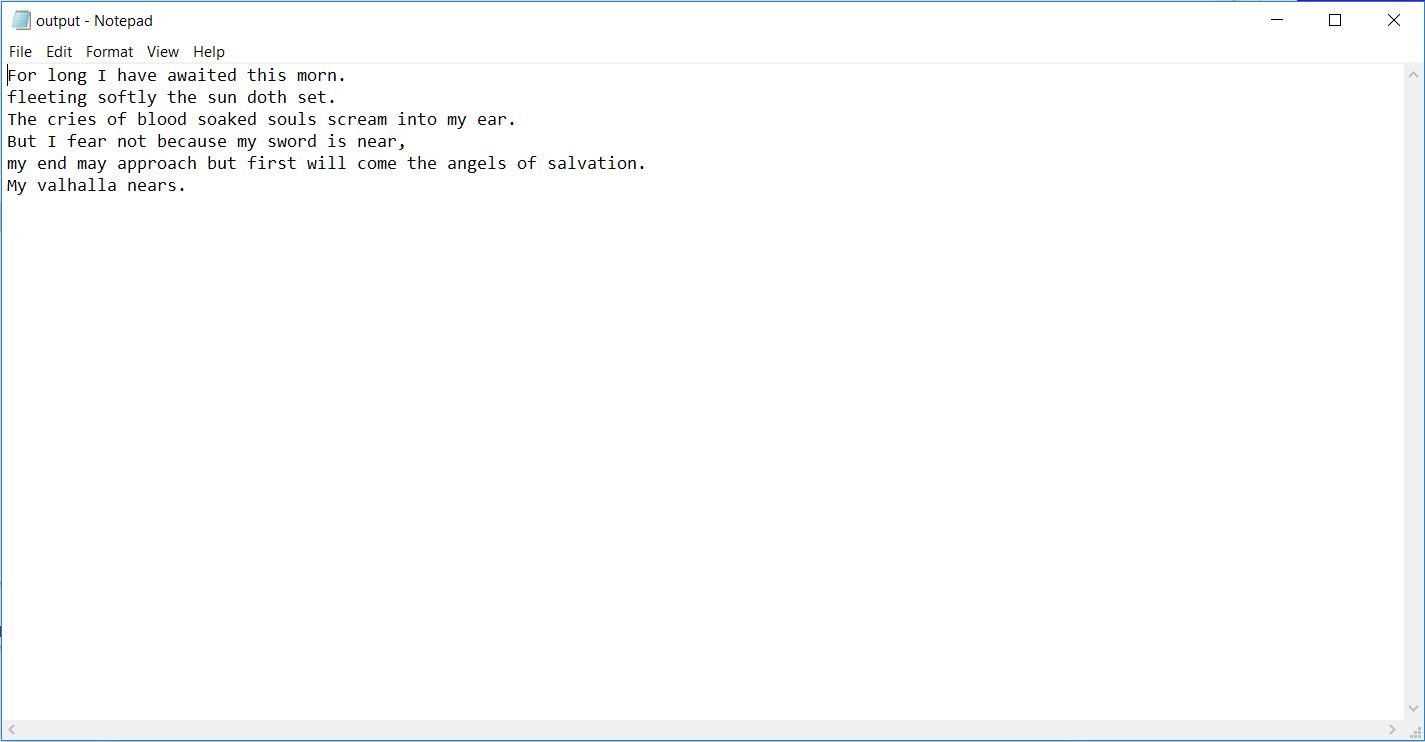 output - Notepad
File Edit Format View Help
For long I have awaited this morn.
fleeting softly the sun doth set.
The cries of blood soaked souls scream into my ear.
But I fear not because my sword is near,
my end may approach but first will come the angels of salvation.
My valhalla nears.